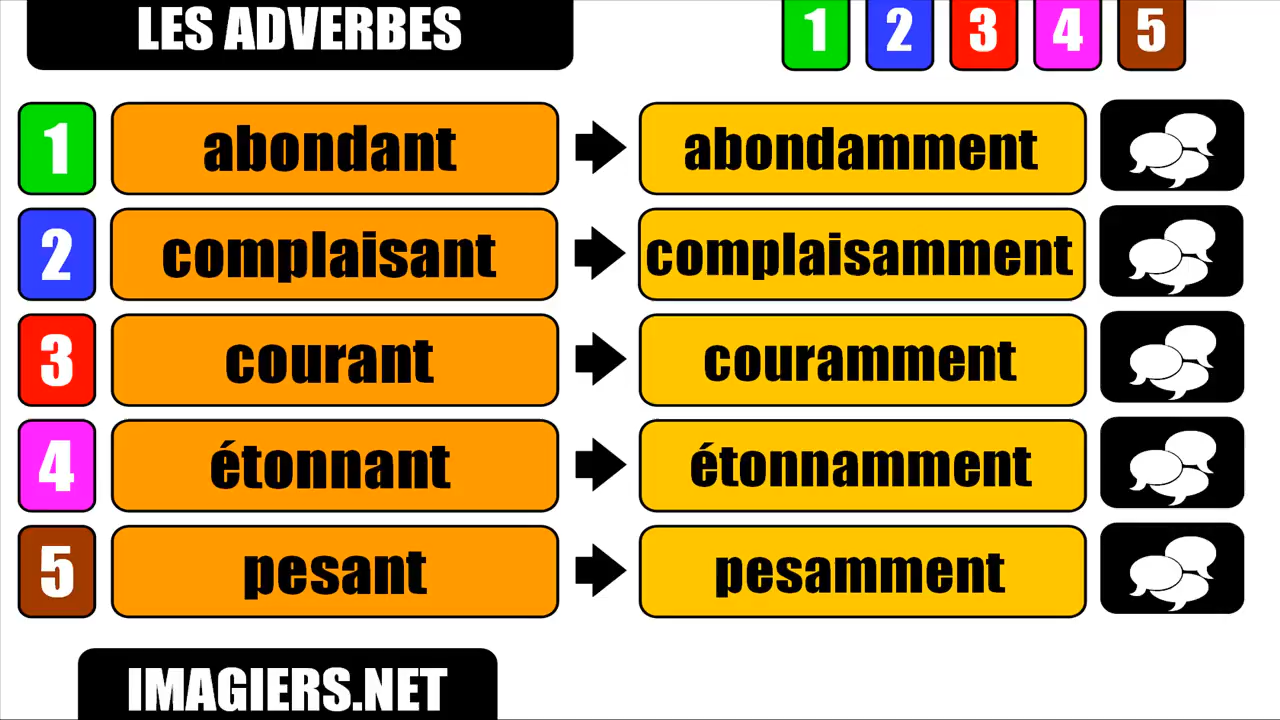 LES ADVERBES 1 2 3 4 5
1 abondant abondamment
2 complaisant complaisamment
3 courant couramment
4 étonnant étonnamment
5 pesant pesamment
IMAGIERS.NET